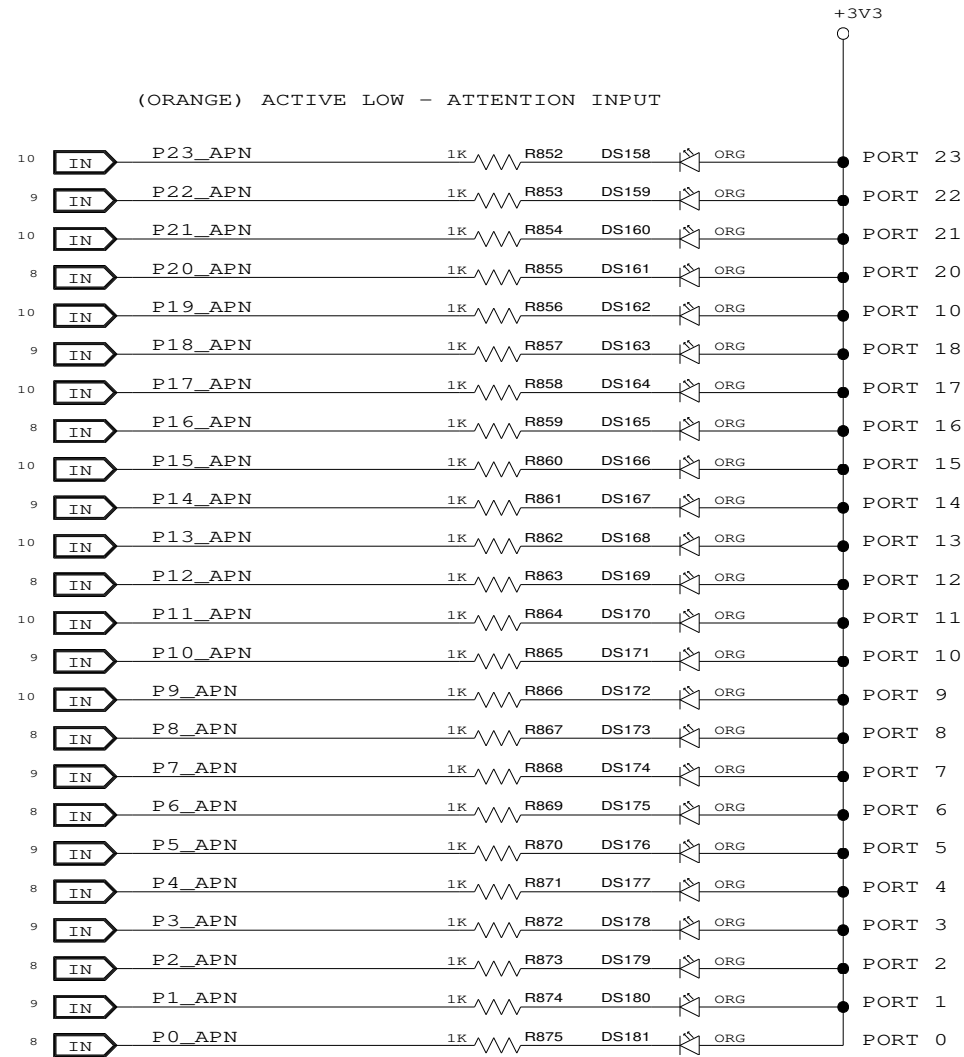 +3V3
(ORANGE) ACTIVE LOW - ATTENTION INPUT
10 IN P23_APN 1K R852 DS158 ORG PORT 23
9 IN P22_APN 1K R853 DS159 ORG PORT 22
10 IN P21_APN 1K R854 DS160 ORG PORT 21
8 IN P20_APN 1K R855 DS161 ORG PORT 20
10 IN P19_APN 1K R856 DS162 ORG PORT 10
9 IN P18_APN 1K R857 DS163 ORG PORT 18
10 IN P17_APN 1K R858 DS164 ORG PORT 17
8 IN P16_APN 1K R859 DS165 ORG PORT 16
10 IN P15_APN 1K R860 DS166 ORG PORT 15
9 IN P14_APN 1K R861 DS167 ORG PORT 14
10 IN P13_APN 1K R862 DS168 ORG PORT 13
8 IN P12_APN 1K R863 DS169 ORG PORT 12
10 IN P11_APN 1K R864 DS170 ORG PORT 11
9 IN P10_APN 1K R865 DS171 ORG PORT 10
10 IN P9_APN 1K R866 DS172 ORG PORT 9
8 IN P8_APN 1K R867 DS173 ORG PORT 8
9 IN P7_APN 1K R868 DS174 ORG PORT 7
8 IN P6_APN 1K R869 DS175 ORG PORT 6
9 IN P5_APN 1K R870 DS176 ORG PORT 5
8 IN P4_APN 1K R871 DS177 ORG PORT 4
9 IN P3_APN 1K R872 DS178 ORG PORT 3
8 IN P2_APN 1K R873 DS179 ORG PORT 2
9 IN P1_APN 1K R874 DS180 ORG PORT 1
8 IN P0_APN 1K R875 DS181 ORG PORT 0